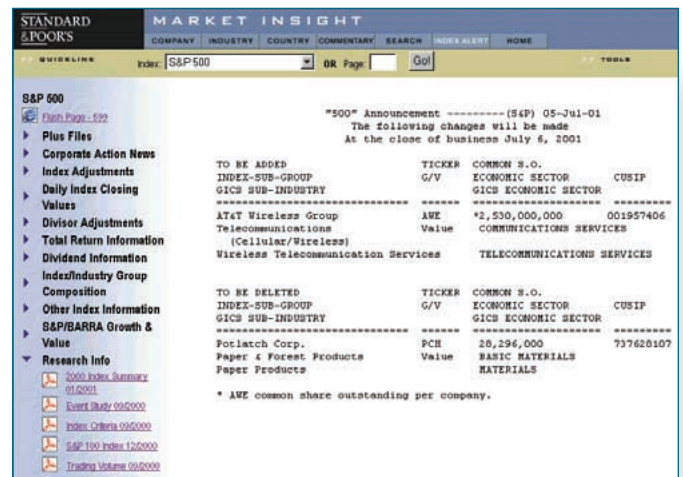 STANDARD
&POOR'S
MARKET INSIGHT
COMPANY INDUSTRY COUNTRY COMMENTARY SEARCH INDEX ALERT HOME
QUIDELINK
Index: S&P 500 OR Page: Go!
TOOLS
S&P 500
Flash Page - 599
Plus Files
Corporate Action News
Index Adjustments
Daily Index Closing
Values
Divisor Adjustments
Total Return Information
Dividend Information
Index/Industry Group
Composition
Other Index Information
S&P/BARRA Growth &
Value
Research Info
2000 Index Summary
01/2001
Event Study 09/2000
Index Criteria 09/2000
S&P 100 Index 12/2000
Trading Volume 09/2000
"500" Announcement ---------(S&P) 05-Jul-01
The following changes will be made
At the close of business July 6, 2001
TO BE ADDED TICKER COMMON S.O.
INDEX-SUB-GROUP G/V ECONOMIC SECTOR CUSIP
GICS SUB-INDUSTRY GICS ECONOMIC SECTOR
AT&T Wireless Group AWE *2,530,000,000 001957406
Telecommunications Value COMMUNICATIONS SERVICES
(Cellular/Wireless)
Wireless Telecommunication Services TELECOMMUNICATIONS SERVICES
TO BE DELETED TICKER COMMON S.O.
INDEX-SUB-GROUP G/V ECONOMIC SECTOR CUSIP
GICS SUB-INDUSTRY GICS ECONOMIC SECTOR
Potlatch Corp. PCH 28,296,000 737628107
Paper & Forest Products Value BASIC MATERIALS
Paper Products MATERIALS
* AWE common share outstanding per company.